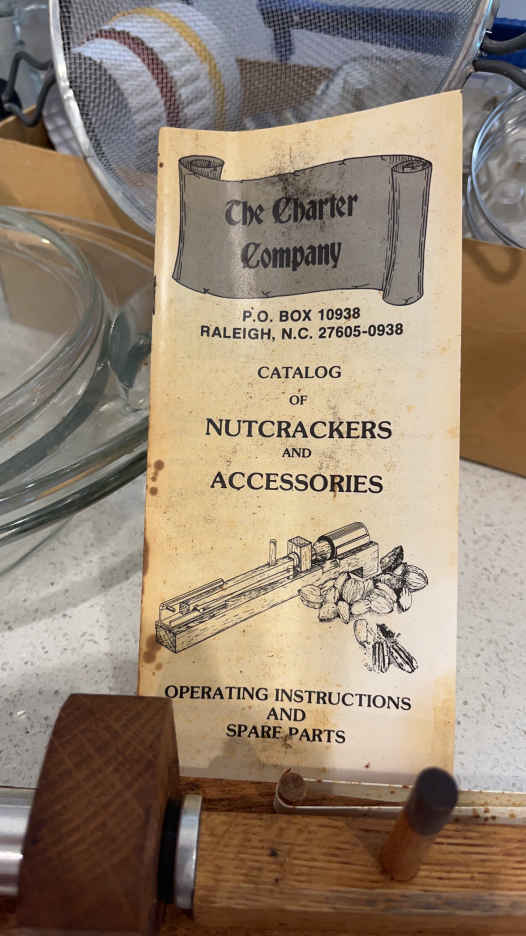 The Charter
Company
P.O. BOX 10938
RALEIGH, N.C. 27605-0938
CATALOG
OF
NUTCRACKERS
AND
ACCESSORIES
OPERATING INSTRUCTIONS
AND
SPARE PARTS